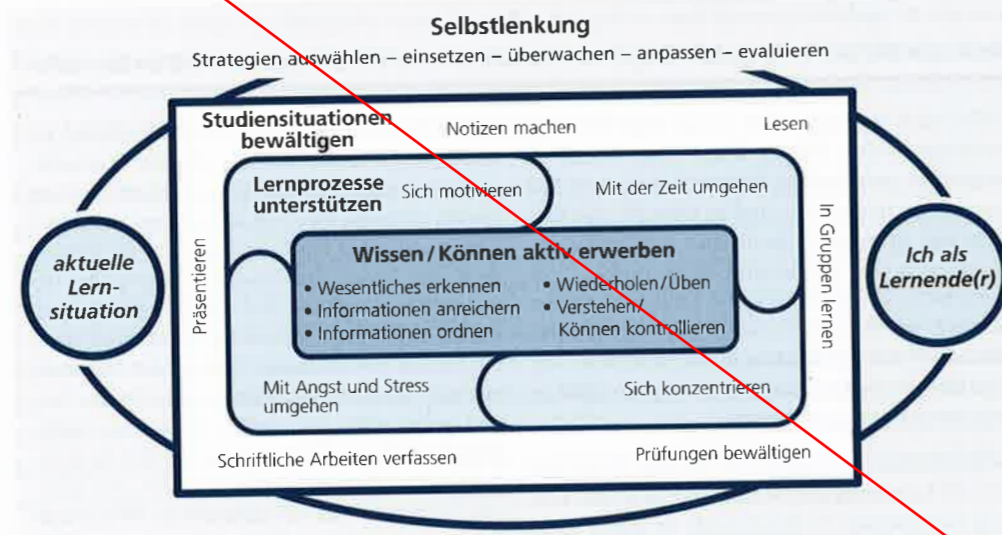 Selbstlenkung
Strategien auswählen – einsetzen – überwachen – anpassen – evaluieren
Studiensituationen
bewältigen
Notizen machen
Lesen
Lernprozesse
unterstützen
Sich motivieren
Mit der Zeit umgehen
Präsentieren
In Gruppen lernen
aktuelle
Lern-
situation
Ich als
Lernende(r)
Wissen/Können aktiv erwerben
• Wesentliches erkennen
• Informationen anreichern
• Informationen ordnen
• Wiederholen/Üben
• Verstehen/
Können kontrollieren
Mit Angst und Stress
umgehen
Sich konzentrieren
Schriftliche Arbeiten verfassen
Prüfungen bewältigen